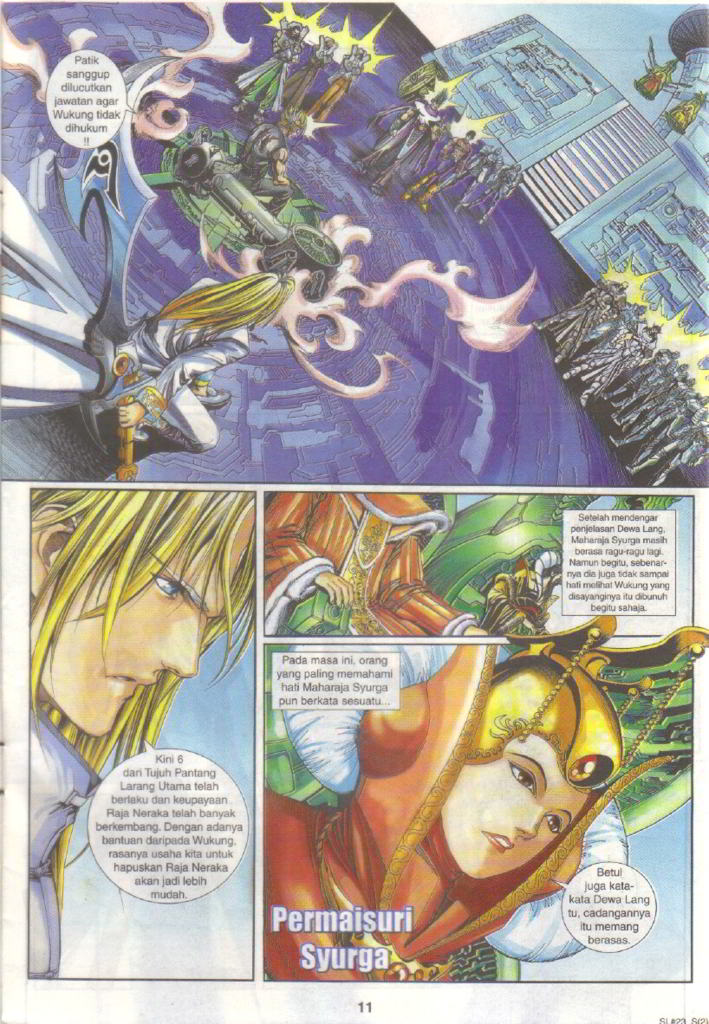 Patik
sanggup
dilucutkan
jawatan agar
Wukung tidak
dihukum
!!
Kini 6
dari Tujuh Pantang
Larang Utama telah
berlaku dan keupayaan
Raja Neraka telah banyak
berkembang. Dengan adanya
bantuan daripada Wukung,
rasanya usaha kita untuk
hapuskan Raja Neraka
akan jadi lebih
mudah.
Setelah mendengar
penjelasan Dewa Lang,
Maharaja Syurga masih
berasa ragu-ragu lagi.
Namun begitu, sebenar-
nya dia juga tidak sampai
hati melihat Wukung yang
disayanginya itu dibunuh
begitu sahaja.
Pada masa ini, orang
yang paling memahami
hati Maharaja Syurga
pun berkata sesuatu...
Betul
juga kata-
kata Dewa Lang
tu, cadangannya
itu memang
berasas.
Permaisuri
Syurga
11
SL#23_S(2)